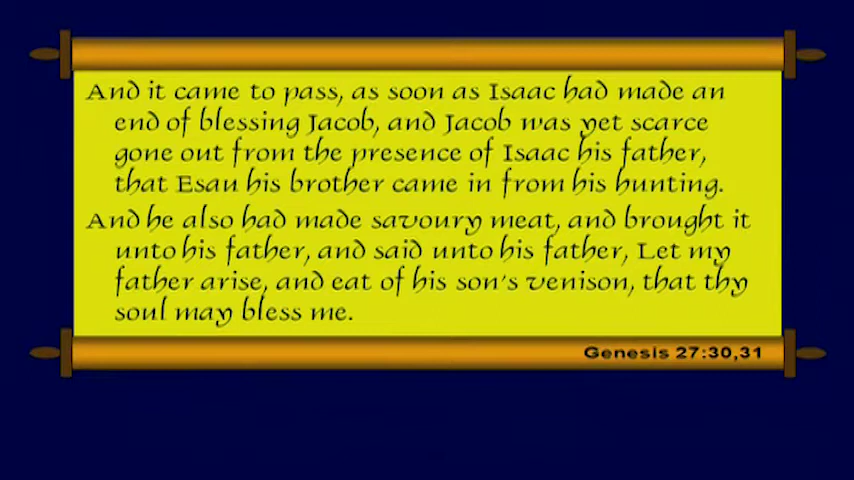 And it came to pass, as soon as Isaac had made an
end of blessing Jacob, and Jacob was yet scarce
gone out from the presence of Isaac his father,
that Esau his brother came in from his hunting.
And he also had made savoury meat, and brought it
unto his father, and said unto his father, Let my
father arise, and eat of his son's venison, that thy
soul may bless me.
Genesis 27:30,31